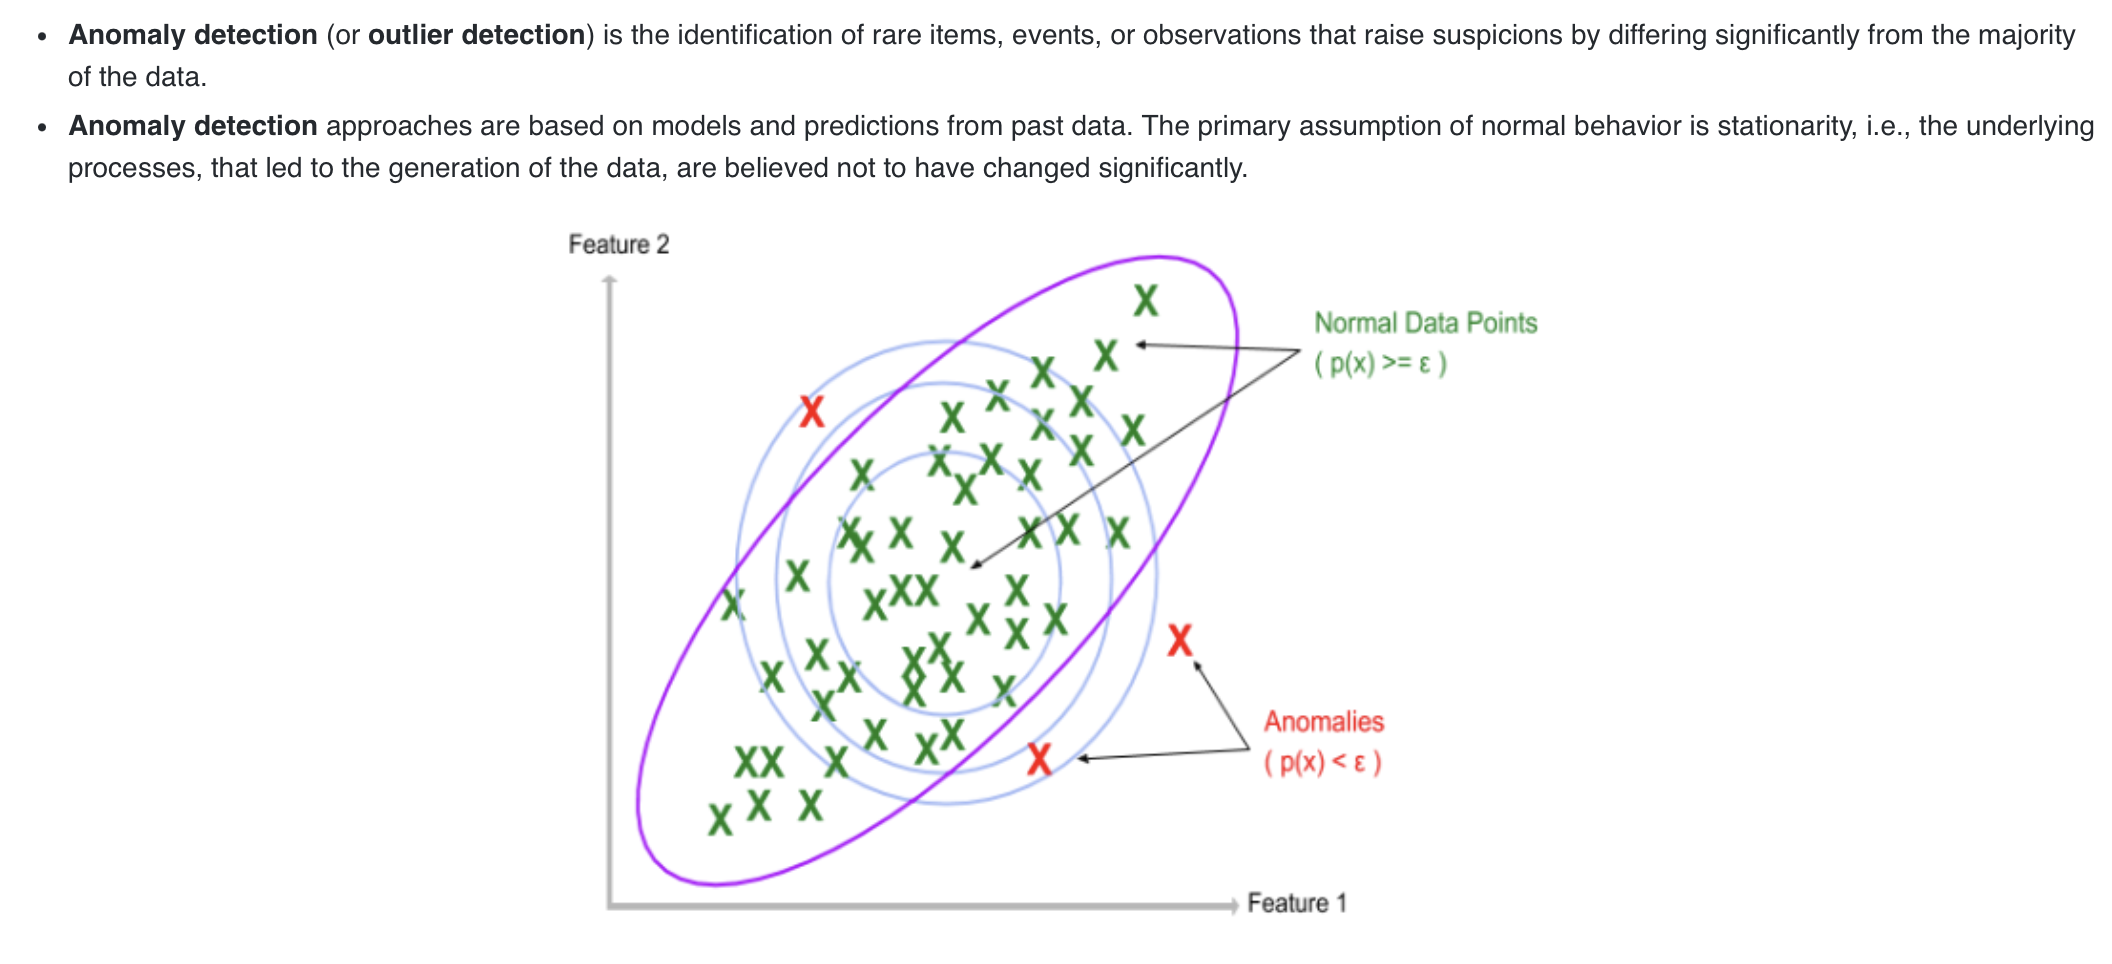 • Anomaly detection (or outlier detection) is the identification of rare items, events, or observations that raise suspicions by differing significantly from the majority
of the data.
• Anomaly detection approaches are based on models and predictions from past data. The primary assumption of normal behavior is stationarity, i.e., the underlying
processes, that led to the generation of the data, are believed not to have changed significantly.
Feature 2
Normal Data Points
( p(x) >= ε )
Anomalies
( p(x) < ε )
Feature 1